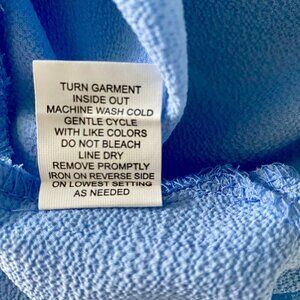 TURN GARMENT
INSIDE OUT
MACHINE WASH COLD
GENTLE CYCLE
WITH LIKE COLORS
DO NOT BLEACH
LINE DRY
REMOVE PROMPTLY
IRON ON REVERSE SIDE
ON LOWEST SETTING
AS NEEDED